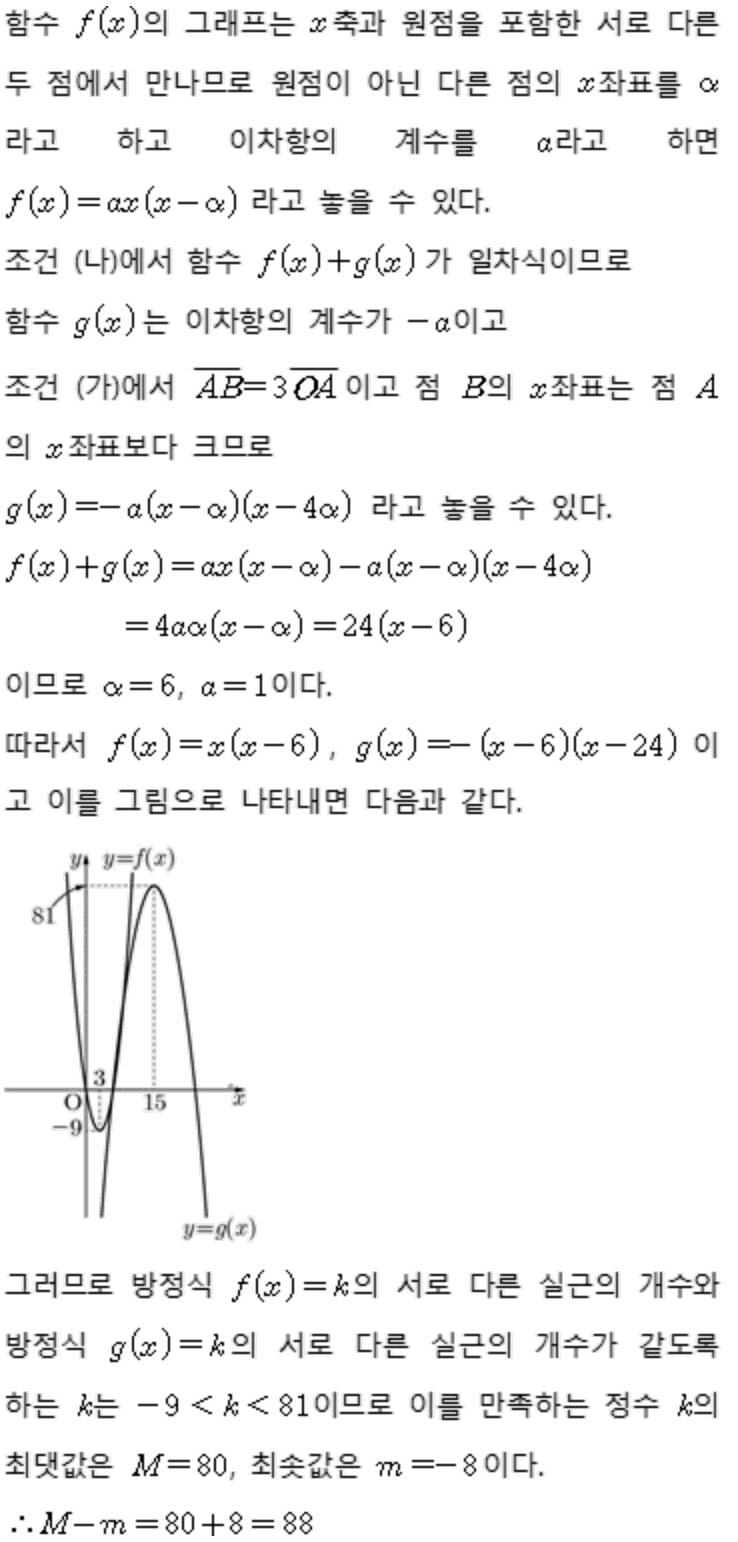 함수 f(x)의 그래프는 x축과 원점을 포함한 서로 다른
두 점에서 만나므로 원점이 아닌 다른 점의 x좌표를 α
라고 하고 이차항의 계수를 a라고 하면
f(x)=ax(x-α) 라고 놓을 수 있다.
조건 (나)에서 함수 f(x)+g(x)가 일차식이므로
함수 g(x)는 이차항의 계수가 -a이고
조건 (가)에서 \overline{AB}=3\overline{OA}이고 점 B의 x좌표는 점 A
의 x좌표보다 크므로
g(x)=-a(x-α)(x-4α) 라고 놓을 수 있다.
f(x)+g(x)=ax(x-α)-a(x-α)(x-4α)
=4aα(x-α)=24(x-6)
이므로 α=6, a=1이다.
따라서 f(x)=x(x-6), g(x)=-(x-6)(x-24) 이
고 이를 그림으로 나타내면 다음과 같다.
y y=f(x)
81
3
O 15 x
-9
y=g(x)
그러므로 방정식 f(x)=k의 서로 다른 실근의 개수와
방정식 g(x)=k의 서로 다른 실근의 개수가 같도록
하는 k는 -9<k<81이므로 이를 만족하는 정수 k의
최댓값은 M=80, 최솟값은 m=-8이다.
∴M-m=80+8=88